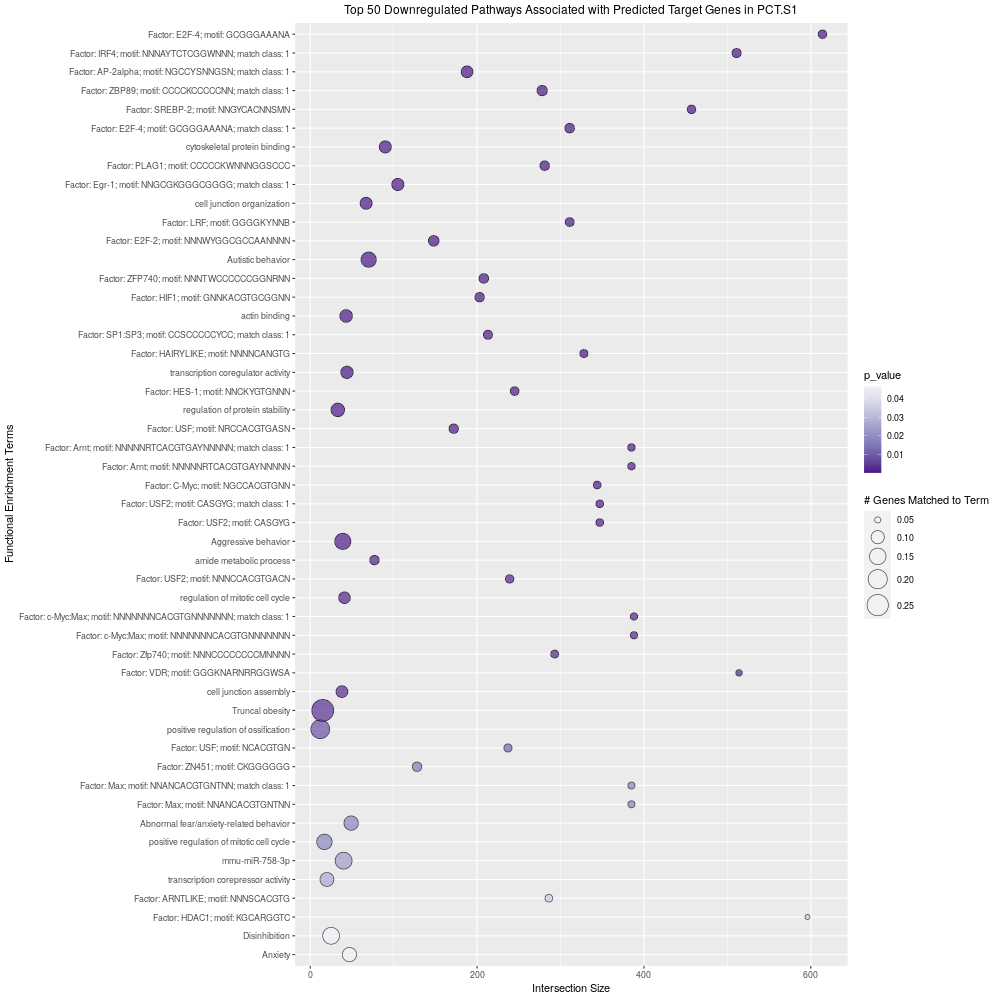 Top 50 Downregulated Pathways Associated with Predicted Target Genes in PCT.S1
Functional Enrichment Terms
Factor: E2F-4; motif: GCGGGAAANA
Factor: IRF4; motif: NNNAYTCTCGGWNNN; match class: 1
Factor: AP-2alpha; motif: NGCCYSNNGSN; match class: 1
Factor: ZBP89; motif: CCCCKCCCCCNN; match class: 1
Factor: SREBP-2; motif: NNGYCACNNSMN
Factor: E2F-4; motif: GCGGGAAANA; match class: 1
cytoskeletal protein binding
Factor: PLAG1; motif: CCCCCKWNNNGGSCCC
Factor: Egr-1; motif: NNGCGKGGGCGGGG; match class: 1
cell junction organization
Factor: LRF; motif: GGGGKYNNB
Factor: E2F-2; motif: NNNWYGGCGCCAANNNN
Autistic behavior
Factor: ZFP740; motif: NNNTWCCCCCCGGNRNN
Factor: HIF1; motif: GNNKACGTGCGGNN
actin binding
Factor: SP1:SP3; motif: CCSCCCCCYCC; match class: 1
Factor: HAIRYLIKE; motif: NNNNCANGTG
transcription coregulator activity
Factor: HES-1; motif: NNCKYGTGNNN
regulation of protein stability
Factor: USF; motif: NRCCACGTGASN
Factor: Arnt; motif: NNNNNRTCACGTGAYNNNNN; match class: 1
Factor: Arnt; motif: NNNNNRTCACGTGAYNNNNN
Factor: C-Myc; motif: NGCCACGTGNN
Factor: USF2; motif: CASGYG; match class: 1
Factor: USF2; motif: CASGYG
Aggressive behavior
amide metabolic process
Factor: USF2; motif: NNNCCACGTGACN
regulation of mitotic cell cycle
Factor: c-Myc:Max; motif: NNNNNNNCACGTGNNNNNNN; match class: 1
Factor: c-Myc:Max; motif: NNNNNNNCACGTGNNNNNNN
Factor: Zfp740; motif: NNNCCCCCCCCMNNNN
Factor: VDR; motif: GGGKNARNRRGGWSA
cell junction assembly
Truncal obesity
positive regulation of ossification
Factor: USF; motif: NCACGTGN
Factor: ZN451; motif: CKGGGGGG
Factor: Max; motif: NNANCACGTGNTNN; match class: 1
Factor: Max; motif: NNANCACGTGNTNN
Abnormal fear/anxiety-related behavior
positive regulation of mitotic cell cycle
mmu-miR-758-3p
transcription corepressor activity
Factor: ARNTLIKE; motif: NNNSCACGTG
Factor: HDAC1; motif: KGCARGGTC
Disinhibition
Anxiety
0 200 400 600
Intersection Size
p_value
0.04
0.03
0.02
0.01
# Genes Matched to Term
0.05
0.10
0.15
0.20
0.25